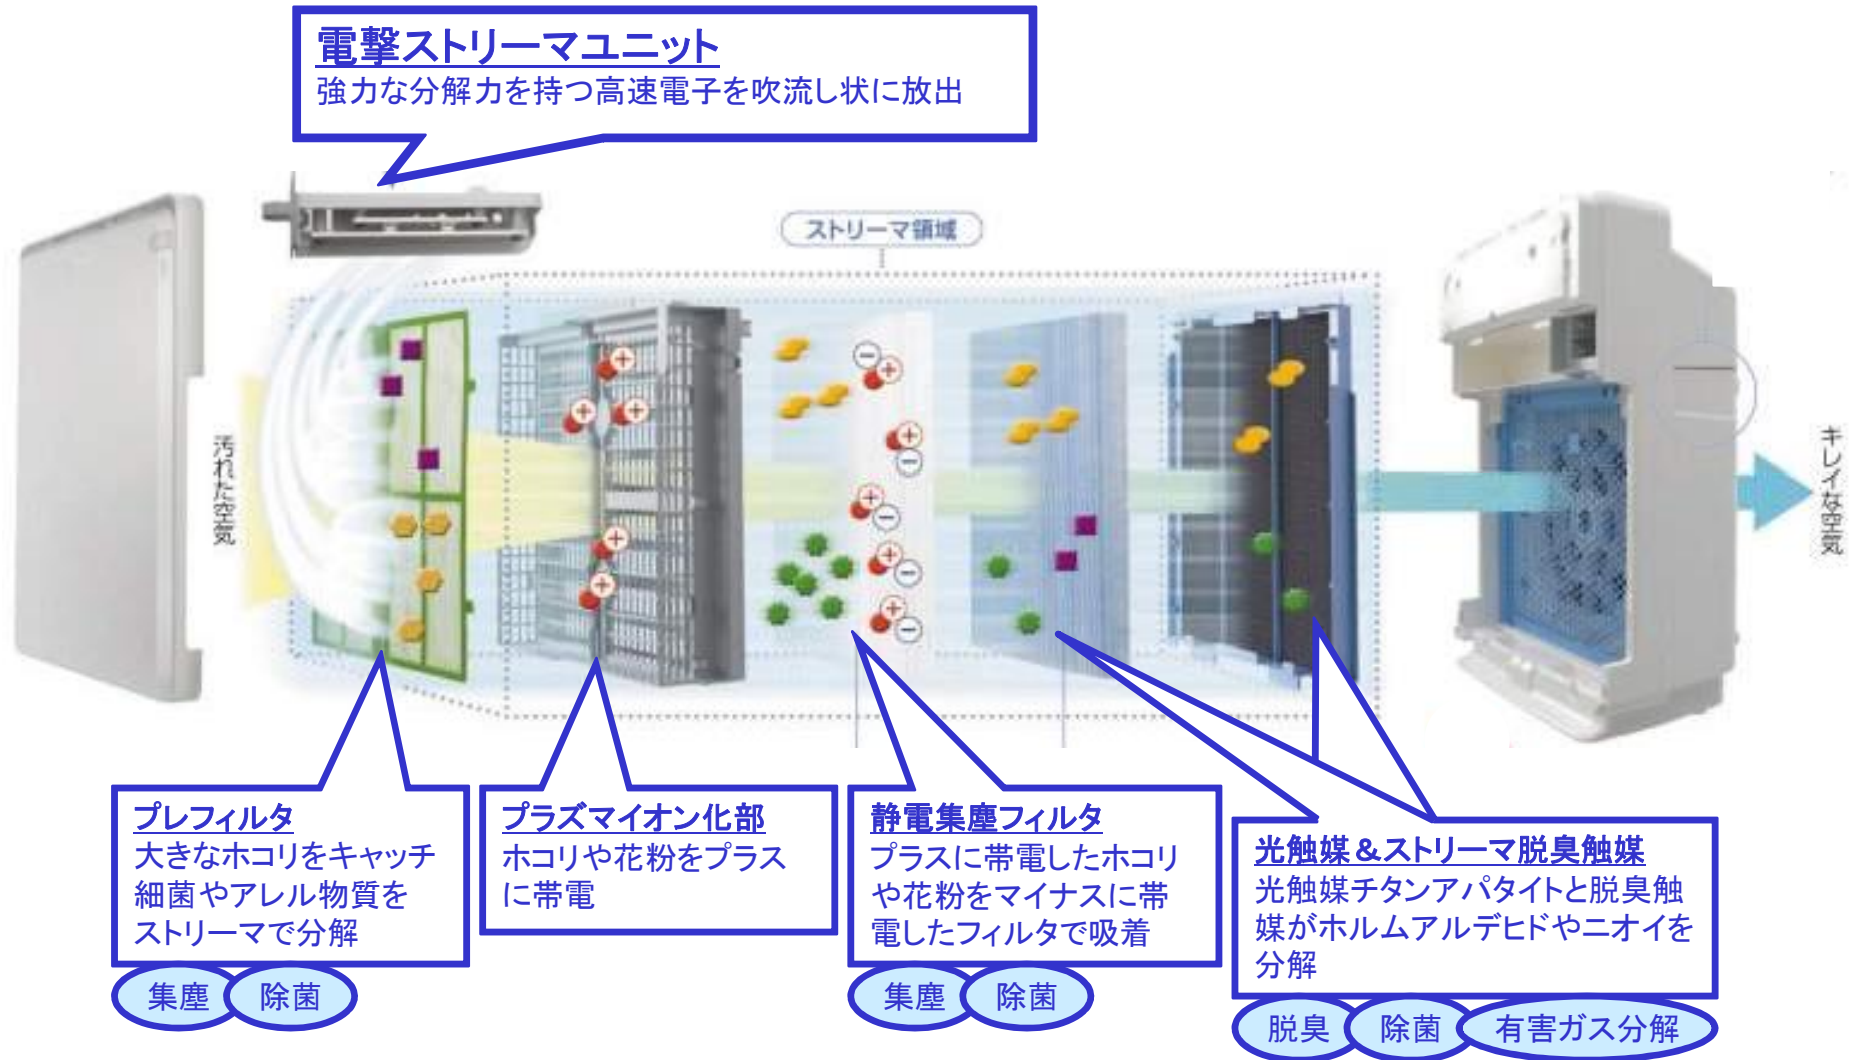 電撃ストリーマユニット
強力な分解力を持つ高速電子を吹流し状に放出
ストリーマ領域
汚れた空気
キレイな空気
プレフィルタ
大きなホコリをキャッチ
細菌やアレル物質を
ストリーマで分解
集塵
除菌
プラズマイオン化部
ホコリや花粉をプラス
に帯電
静電集塵フィルタ
プラスに帯電したホコリ
や花粉をマイナスに帯
電したフィルタで吸着
集塵
除菌
光触媒&ストリーマ脱臭触媒
光触媒チタンアパタイトと脱臭触
媒がホルムアルデヒドやニオイを
分解
脱臭
除菌
有害ガス分解